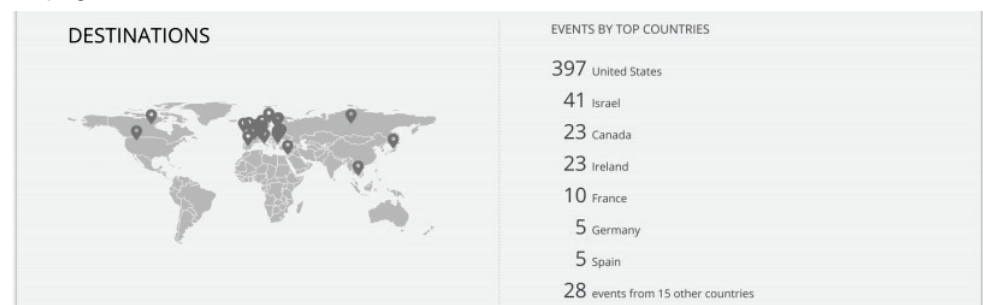 DESTINATIONS
EVENTS BY TOP COUNTRIES
397 United States
41 Israel
23 Canada
23 Ireland
10 France
5 Germany
5 Spain
28 events from 15 other countries